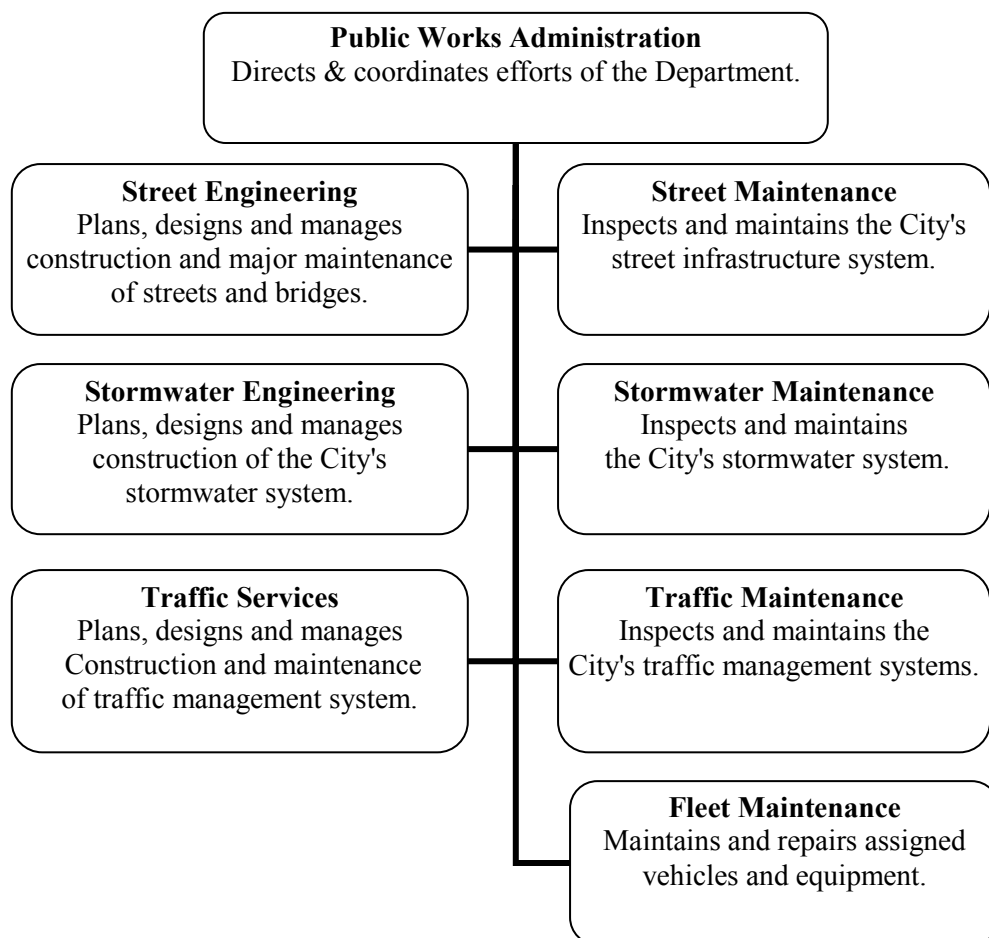 Public Works Administration
Directs & coordinates efforts of the Department.
Street Engineering
Plans, designs and manages
construction and major maintenance
of streets and bridges.
Street Maintenance
Inspects and maintains the City's
street infrastructure system.
Stormwater Engineering
Plans, designs and manages
construction of the City's
stormwater system.
Stormwater Maintenance
Inspects and maintains
the City's stormwater system.
Traffic Services
Plans, designs and manages
Construction and maintenance
of traffic management system.
Traffic Maintenance
Inspects and maintains the
City's traffic management systems.
Fleet Maintenance
Maintains and repairs assigned
vehicles and equipment.